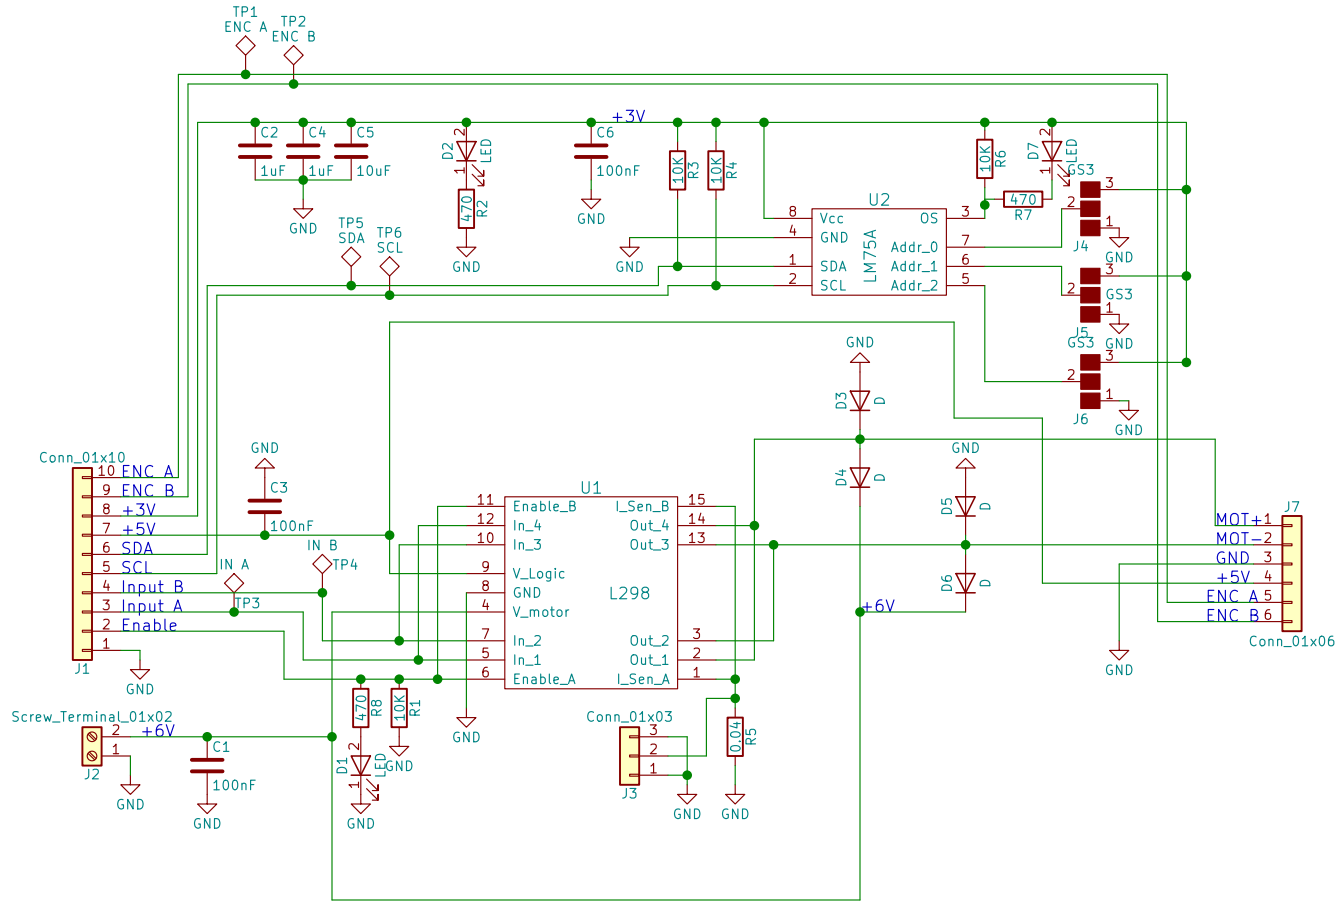 TP1
ENC A
TP2
ENC B
+3V
C2
1uF
C4
1uF
C5
10uF
GND
2
D2
LED
1
470
R2
GND
C6
100nF
GND
10K
R3
10K
R4
10K
R6
2
D7
LED
1
470
R7
TP5
SDA
TP6
SCL
GND
U2
LM75A
8 Vcc
4 GND
1 SDA
2 SCL
OS 3
Addr_0 7
Addr_1 6
Addr_2 5
GS3
3
2
1
J4
GND
3
GS3
2
1
J5
GND
GS3
3
2
1
J6
GND
GND
D3
D
D4
D
GND
D5
D
D6
D
+6V
Conn_01x10
10 ENC A
9 ENC B
8 +3V
7 +5V
6 SDA
5 SCL
4 Input B
3 Input A
2 Enable
1
J1
GND
GND
C3
100nF
IN A
TP3
IN B
TP4
U1
L298
11 Enable_B
12 In_4
10 In_3
9 V_Logic
8 GND
4 V_motor
7 In_2
5 In_1
6 Enable_A
I_Sen_B 15
Out_4 14
Out_3 13
Out_2 3
Out_1 2
I_Sen_A 1
GND
J7
MOT+ 1
MOT- 2
GND 3
+5V 4
ENC A 5
ENC B 6
Conn_01x06
GND
Screw_Terminal_01x02
2 +6V
1
J2
GND
C1
100nF
GND
470
R8
10K
R1
GND
2
D1
LED
1
GND
Conn_01x03
3
2
1
J3
GND
0.04
R5
GND